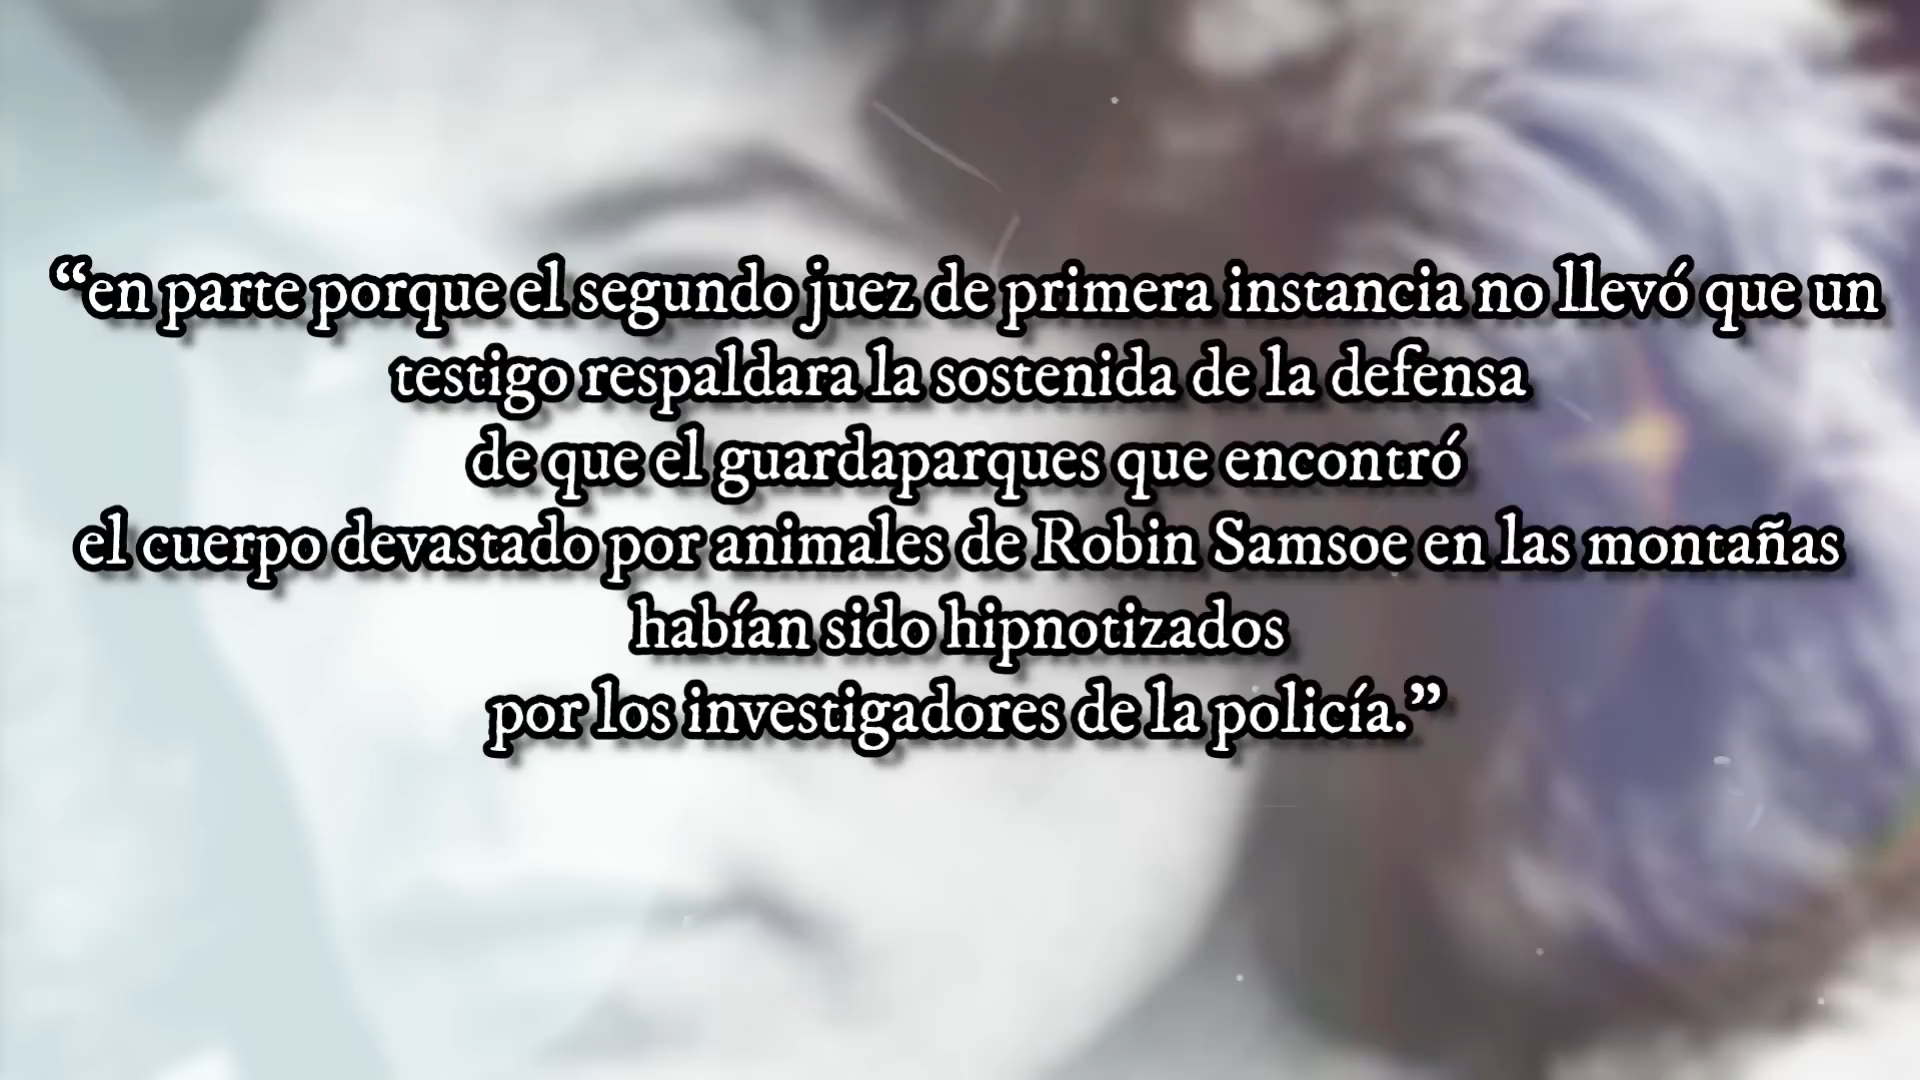 “en parte porque el segundo juez de primera instancia no llevó que un
testigo respaldara la sostenida de la defensa
de que el guardaparques que encontró
el cuerpo devastado por animales de Robin Samsoe en las montañas
habían sido hipnotizados
por los investigadores de la policía.”